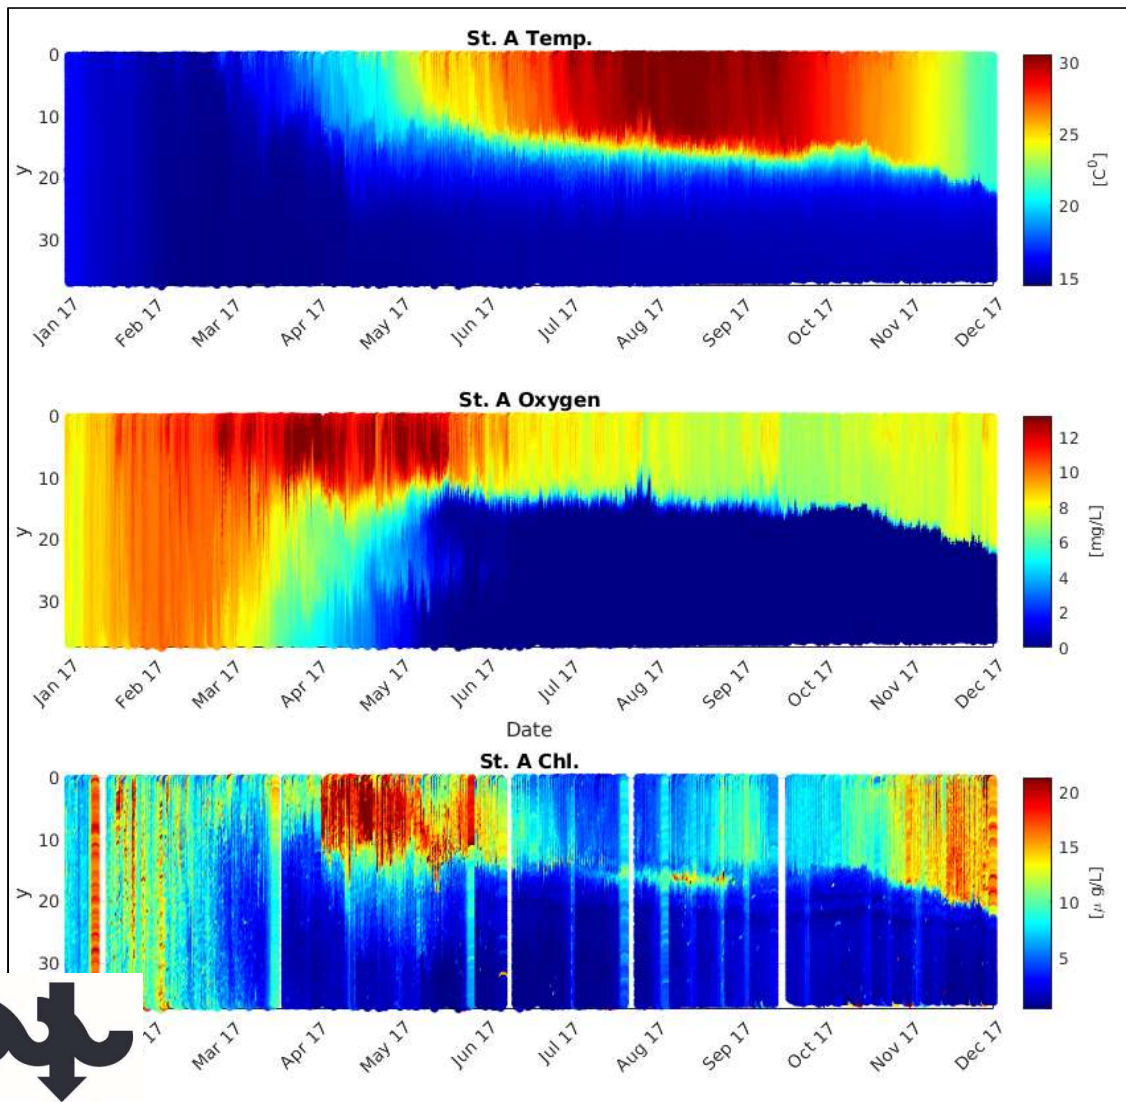 St. A Temp.
0
10
20
30
y
Jan 17 Feb 17 Mar 17 Apr 17 May 17 Jun 17 Jul 17 Aug 17 Sep 17 Oct 17 Nov 17 Dec 17
30
25
20
15
[C⁰]
St. A Oxygen
0
10
20
30
y
Jan 17 Feb 17 Mar 17 Apr 17 May 17 Jun 17 Jul 17 Aug 17 Sep 17 Oct 17 Nov 17 Dec 17
Date
12
10
8
6
4
2
0
[mg/L]
St. A Chl.
0
10
20
30
y
17 Mar 17 Apr 17 May 17 Jun 17 Jul 17 Aug 17 Sep 17 Oct 17 Nov 17 Dec 17
20
15
10
5
[μ g/L]